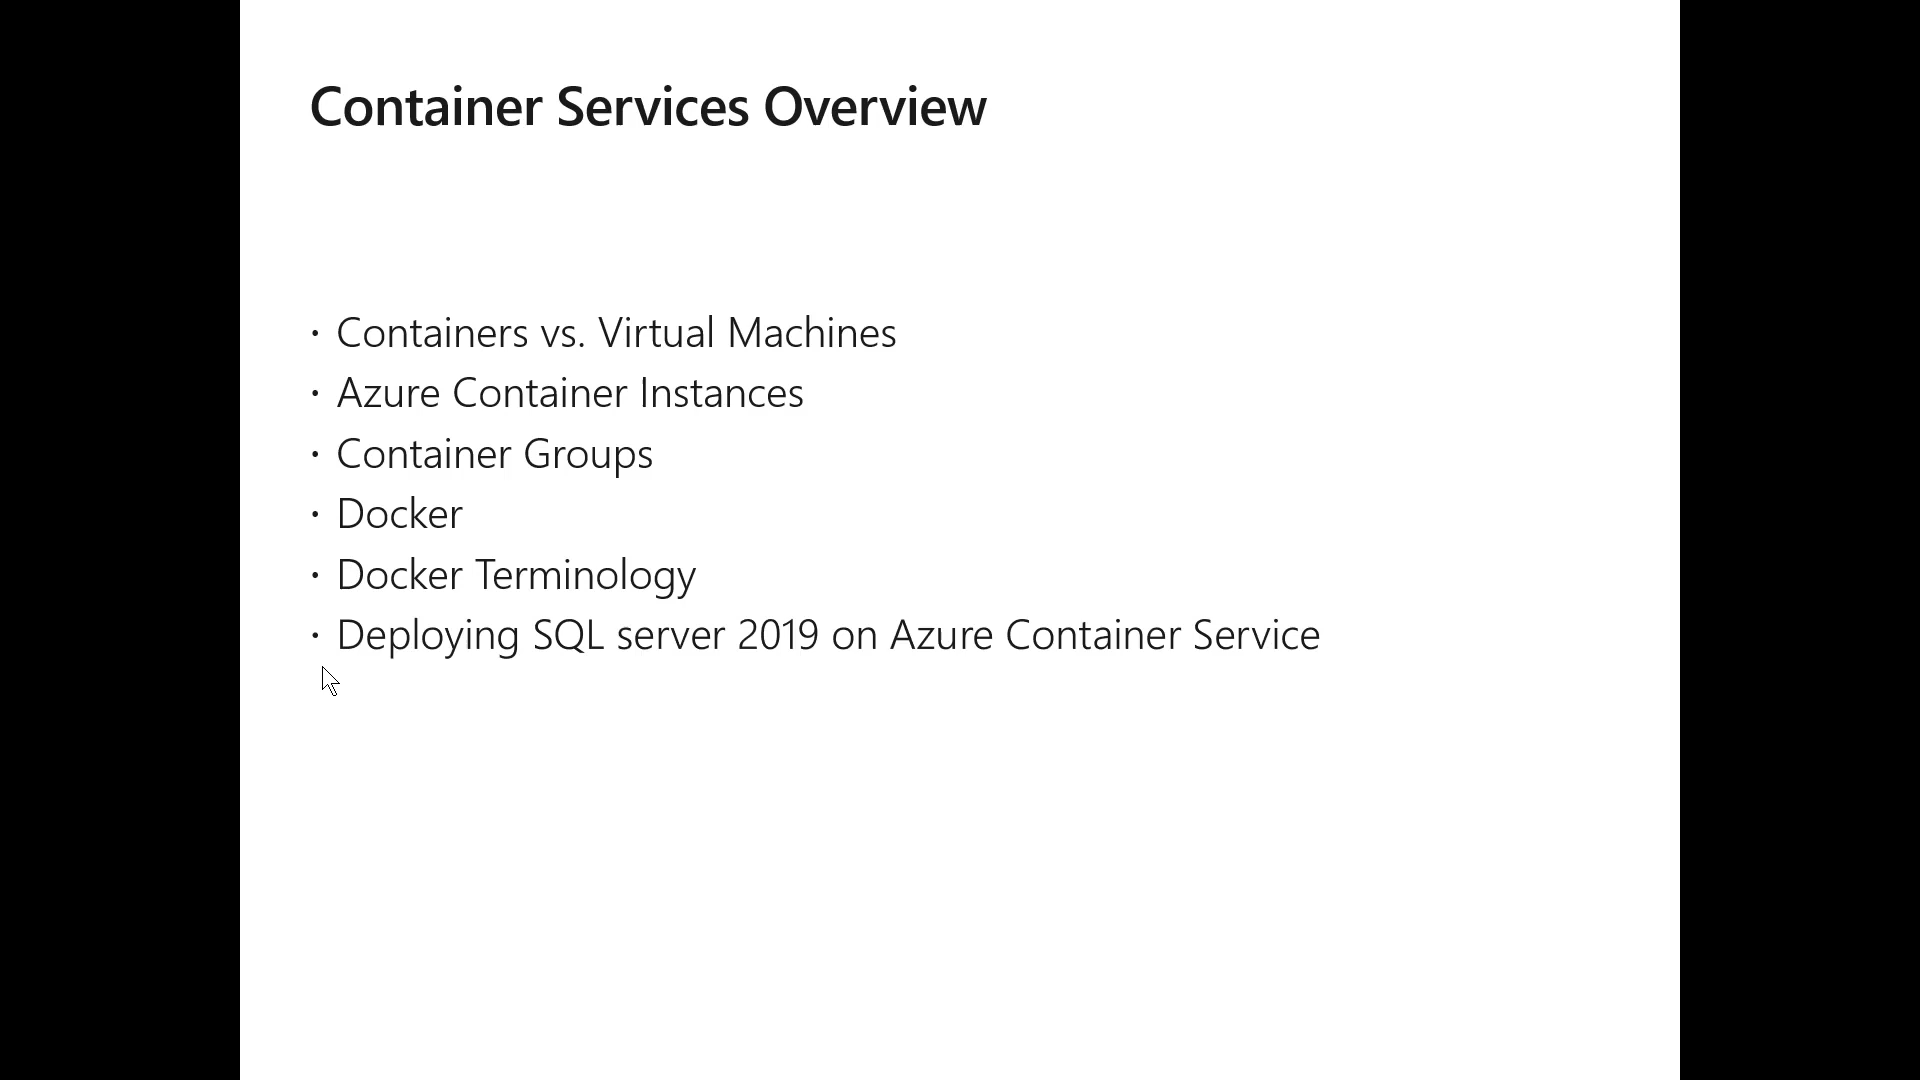 Container Services Overview
• Containers vs. Virtual Machines
• Azure Container Instances
• Container Groups
• Docker
• Docker Terminology
• Deploying SQL server 2019 on Azure Container Service